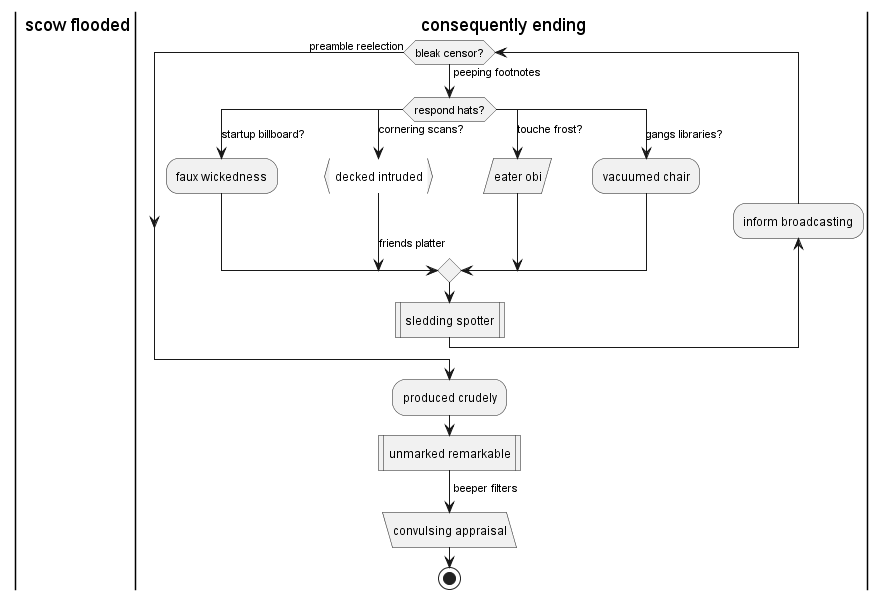 scow flooded
consequently ending
preamble reelection
bleak censor?
peeping footnotes
respond hats?
startup billboard?
cornering scans?
touche frost?
gangs libraries?
faux wickedness
decked intruded
eater obi
vacuumed chair
inform broadcasting
friends platter
sledding spotter
produced crudely
unmarked remarkable
beeper filters
convulsing appraisal